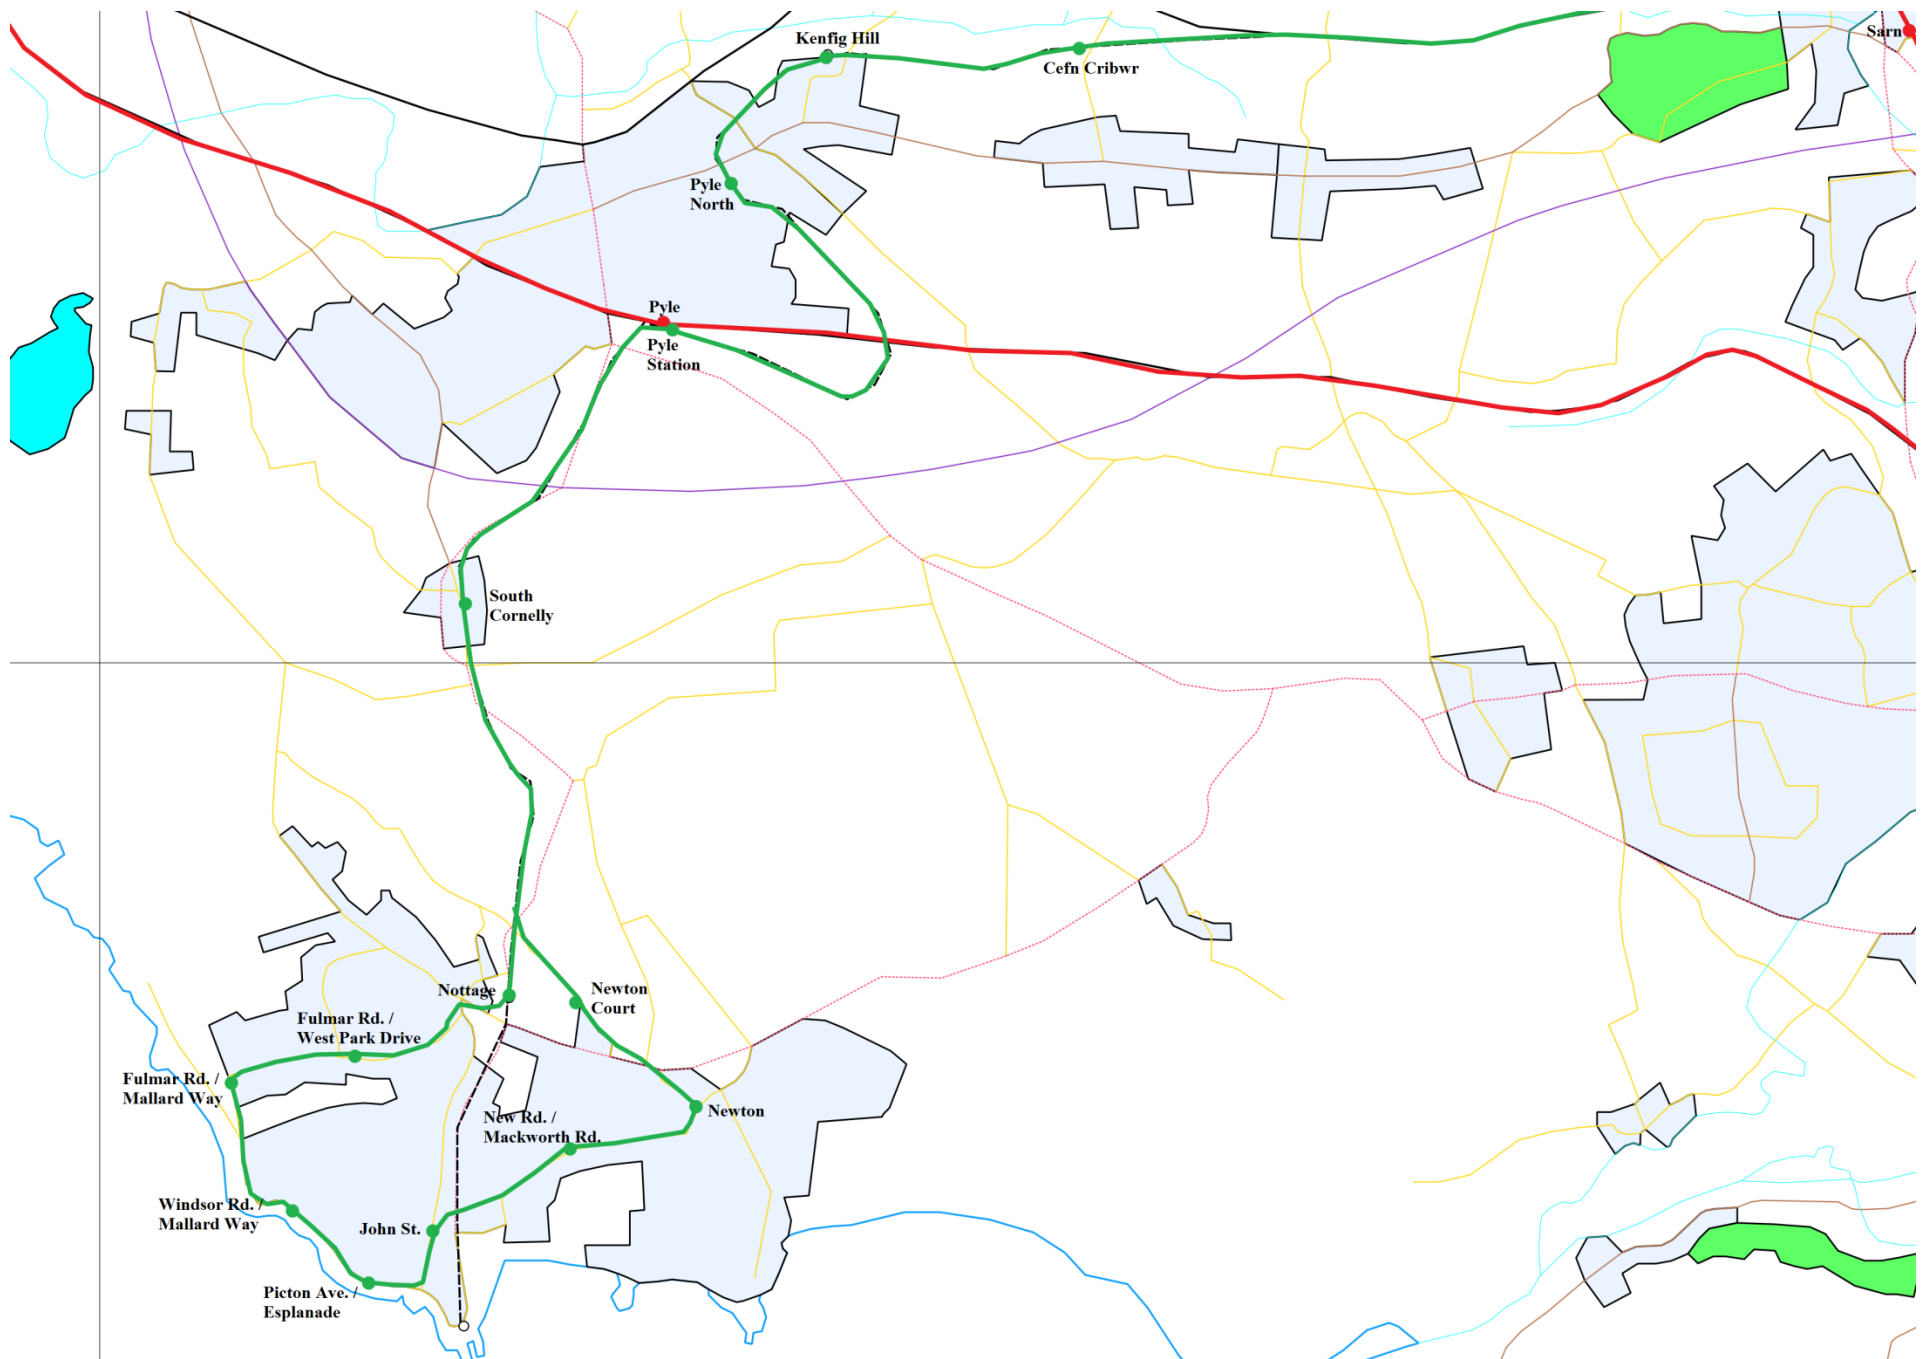 Kenfig Hill
Sarn
Cefn Cribwr
Pyle
North
Pyle
Pyle
Station
South
Cornelly
Nottage
Newton
Court
Fulmar Rd. /
West Park Drive
Fulmar Rd. /
Mallard Way
Newton
New Rd. /
Mackworth Rd.
Windsor Rd. /
Mallard Way
John St.
Picton Ave. /
Esplanade